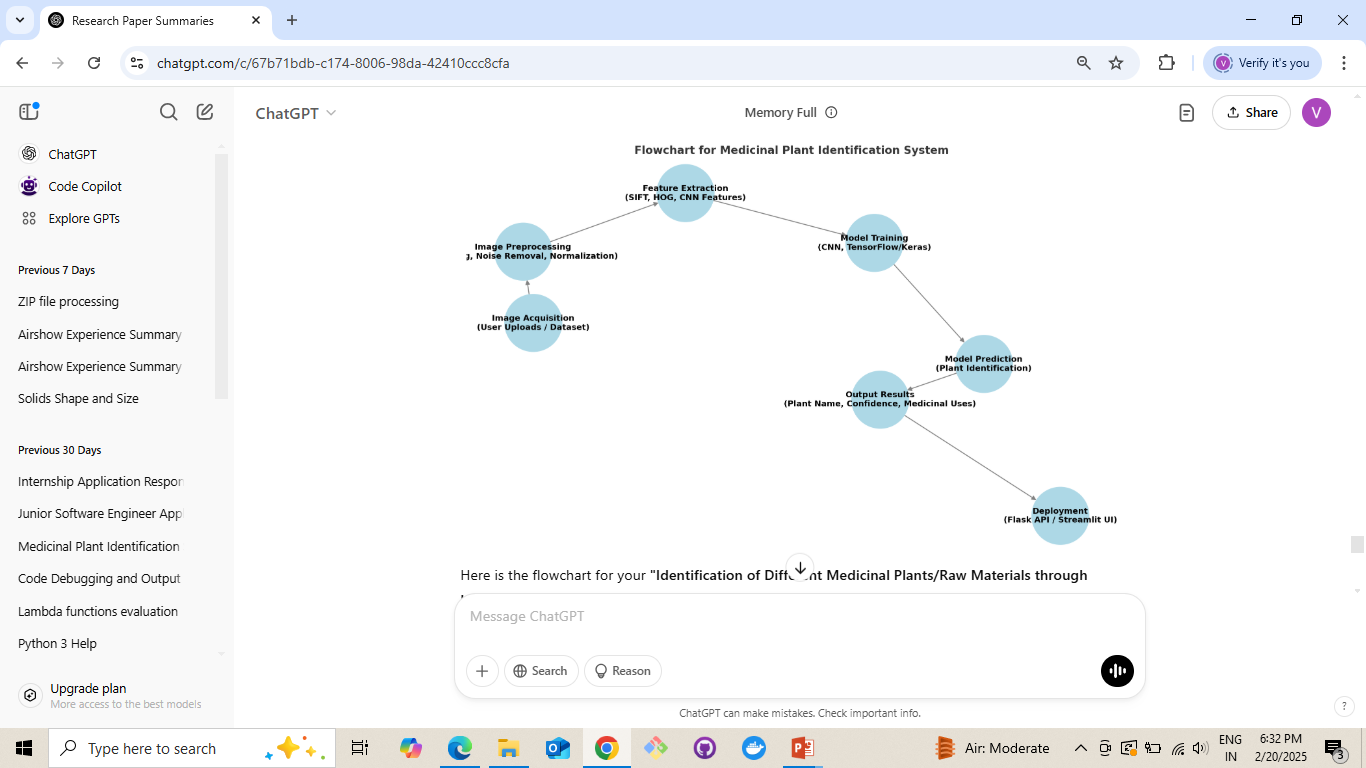 Research Paper Summaries
chatgpt.com/c/67b71bdb-c174-8006-98da-42410ccc8cfa
V
Verify it's you
ChatGPT
Memory Full
Share
V
ChatGPT
Code Copilot
Explore GPTs
Previous 7 Days
ZIP file processing
Airshow Experience Summary
Airshow Experience Summary
Solids Shape and Size
Previous 30 Days
Internship Application Respon
Junior Software Engineer Appl
Medicinal Plant Identification
Code Debugging and Output
Lambda functions evaluation
Python 3 Help
Upgrade plan
More access to the best models
Flowchart for Medicinal Plant Identification System
Feature Extraction
(SIFT, HOG, CNN Features)
Model Training
(CNN, TensorFlow/Keras)
Image Preprocessing
, Noise Removal, Normalization)
Image Acquisition
(User Uploads / Dataset)
Model Prediction
(Plant Identification)
Output Results
(Plant Name, Confidence, Medicinal Uses)
Deployment
(Flask API / Streamlit UI)
Here is the flowchart for your "Identification of Different Medicinal Plants/Raw Materials through
Message ChatGPT
Search
Reason
ChatGPT can make mistakes. Check important info.
?
Type here to search
Air: Moderate
ENG
IN
6:32 PM
2/20/2025
3